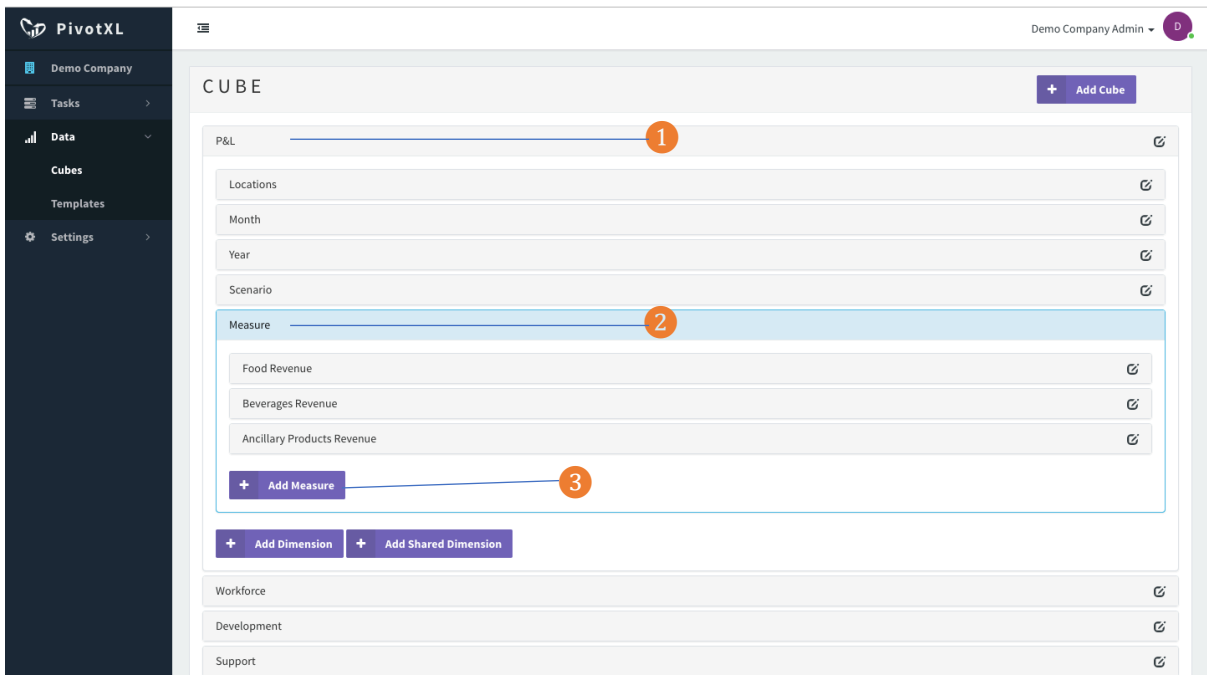 PivotXL
Demo Company Admin
D
Demo Company
Tasks
Data
Cubes
Templates
Settings
CUBE
+ Add Cube
P&L
1
Locations
Month
Year
Scenario
Measure
2
Food Revenue
Beverages Revenue
Ancillary Products Revenue
+ Add Measure
3
+ Add Dimension + Add Shared Dimension
Workforce
Development
Support